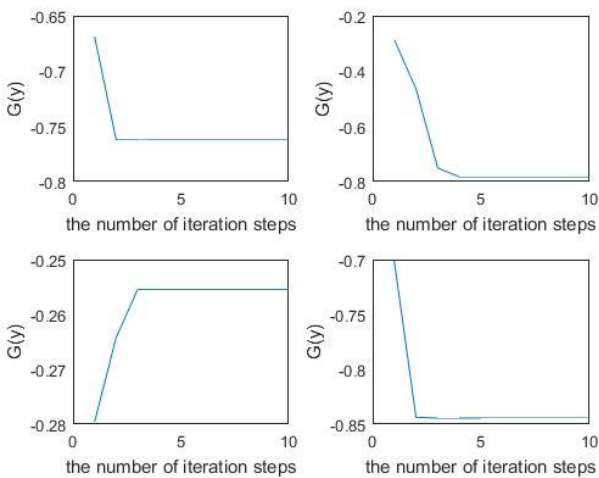 -0.65
-0.7
-0.75
-0.8
G(y)
0 5 10
the number of iteration steps
-0.2
-0.4
-0.6
-0.8
G(y)
0 5 10
the number of iteration steps
-0.25
-0.26
-0.27
-0.28
G(y)
0 5 10
the number of iteration steps
-0.7
-0.75
-0.8
-0.85
G(y)
0 5 10
the number of iteration steps